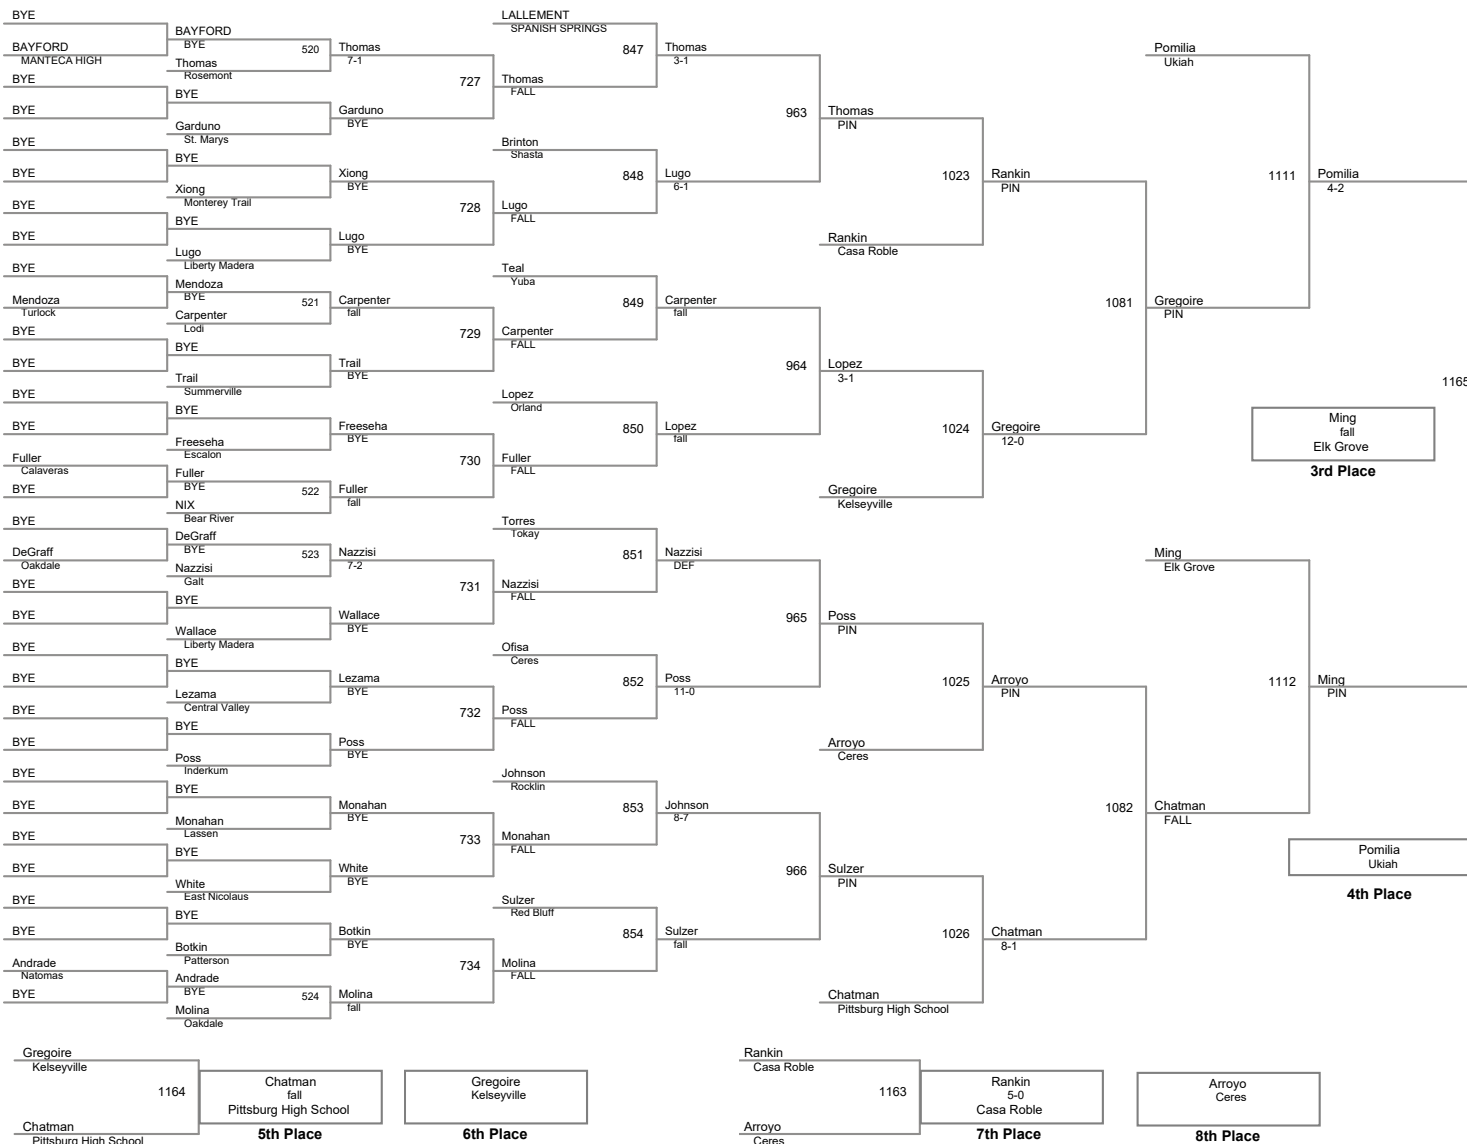 BYE
BAYFORD
MANTECA HIGH
BYE
BYE
BYE
BYE
BYE
BYE
BYE
Mendoza
Turlock
BYE
BYE
BYE
BYE
Fuller
Calaveras
BYE
BYE
DeGraff
Oakdale
BYE
BYE
BYE
BYE
BYE
BYE
BYE
BYE
BYE
BYE
BYE
BYE
Andrade
Natomas
BYE
BAYFORD
BYE
520
Thomas
Rosemont
BYE
Garduno
St. Marys
BYE
Xiong
Monterey Trail
BYE
Lugo
Liberty Madera
Mendoza
BYE
521
Carpenter
Lodi
BYE
Trail
Summerville
BYE
Freeseha
Escalon
Fuller
BYE
522
NIX
Bear River
DeGraff
BYE
523
Nazzisi
Galt
BYE
Wallace
Liberty Madera
BYE
Lezama
Central Valley
BYE
Poss
Inderkum
BYE
Monahan
Lassen
BYE
White
East Nicolaus
BYE
Botkin
Patterson
Andrade
BYE
524
Molina
Oakdale
Thomas
7-1
727
Garduno
BYE
Xiong
BYE
728
Lugo
BYE
Carpenter
fall
729
Trail
BYE
Freeseha
BYE
730
Fuller
fall
Nazzisi
7-2
731
Wallace
BYE
Lezama
BYE
732
Poss
BYE
Monahan
BYE
733
White
BYE
Botkin
BYE
734
Molina
fall
LALLEMENT
SPANISH SPRINGS
847
Thomas
FALL
Brinton
Shasta
848
Lugo
FALL
Teal
Yuba
849
Carpenter
FALL
Lopez
Orland
850
Fuller
FALL
Torres
Tokay
851
Nazzisi
FALL
Ofisa
Ceres
852
Poss
FALL
Johnson
Rocklin
853
Monahan
FALL
Sulzer
Red Bluff
854
Molina
FALL
Thomas
3-1
963
Lugo
6-1
Carpenter
fall
964
Lopez
fall
Nazzisi
DEF
965
Poss
11-0
Johnson
8-7
966
Sulzer
fall
Thomas
PIN
1023
Rankin
Casa Roble
Lopez
3-1
1024
Gregoire
Kelseyville
Poss
PIN
1025
Arroyo
Ceres
Sulzer
PIN
1026
Chatman
Pittsburg High School
Rankin
PIN
1081
Gregoire
12-0
Arroyo
PIN
1082
Chatman
8-1
Pomilia
Ukiah
1111
Gregoire
PIN
Ming
Elk Grove
1112
Chatman
FALL
Pomilia
4-2
1165
Ming
PIN
Ming
fall
Elk Grove
3rd Place
Pomilia
Ukiah
4th Place
Gregoire
Kelseyville
1164
Chatman
Pittsburg High School
Chatman
fall
Pittsburg High School
5th Place
Gregoire
Kelseyville
6th Place
Rankin
Casa Roble
1163
Arroyo
Ceres
Rankin
5-0
Casa Roble
7th Place
Arroyo
Ceres
8th Place